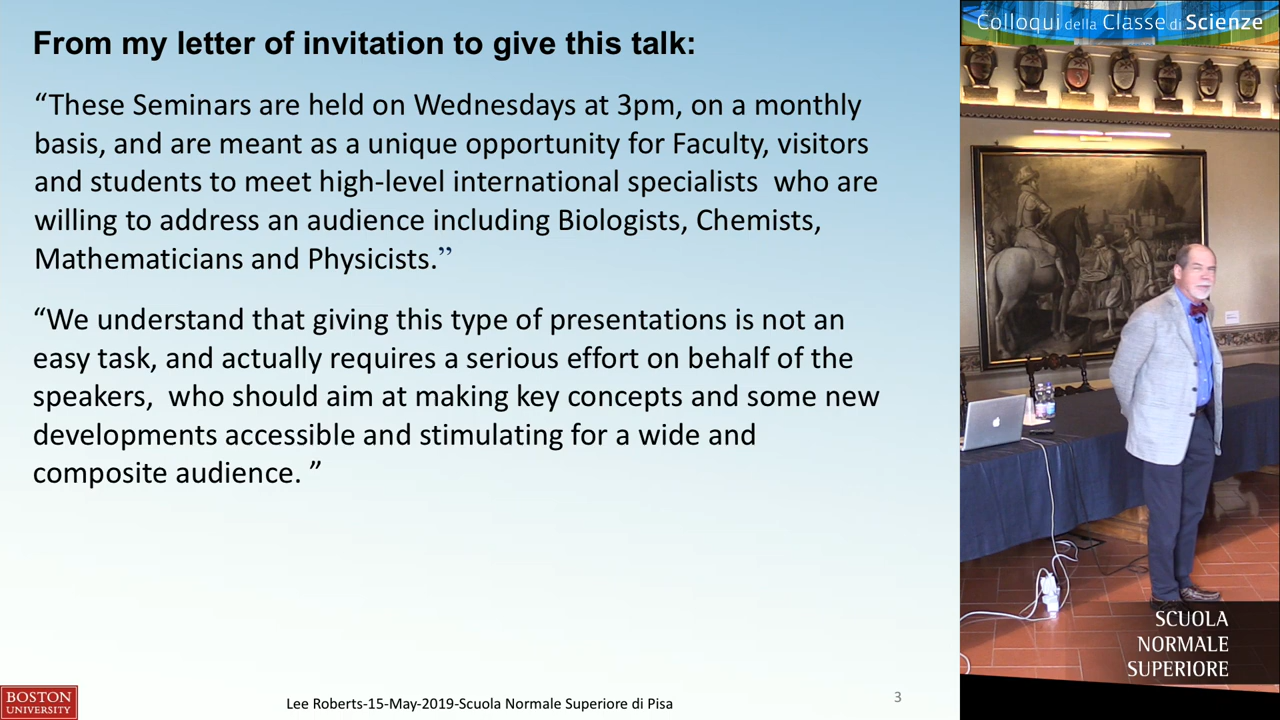 From my letter of invitation to give this talk:
“These Seminars are held on Wednesdays at 3pm, on a monthly
basis, and are meant as a unique opportunity for Faculty, visitors
and students to meet high-level international specialists who are
willing to address an audience including Biologists, Chemists,
Mathematicians and Physicists.”
“We understand that giving this type of presentations is not an
easy task, and actually requires a serious effort on behalf of the
speakers, who should aim at making key concepts and some new
developments accessible and stimulating for a wide and
composite audience. ”
BOSTON
UNIVERSITY
Lee Roberts-15-May-2019-Scuola Normale Superiore di Pisa
3
Colloqui della Classe di Scienze
SCUOLA
NORMALE
SUPERIORE